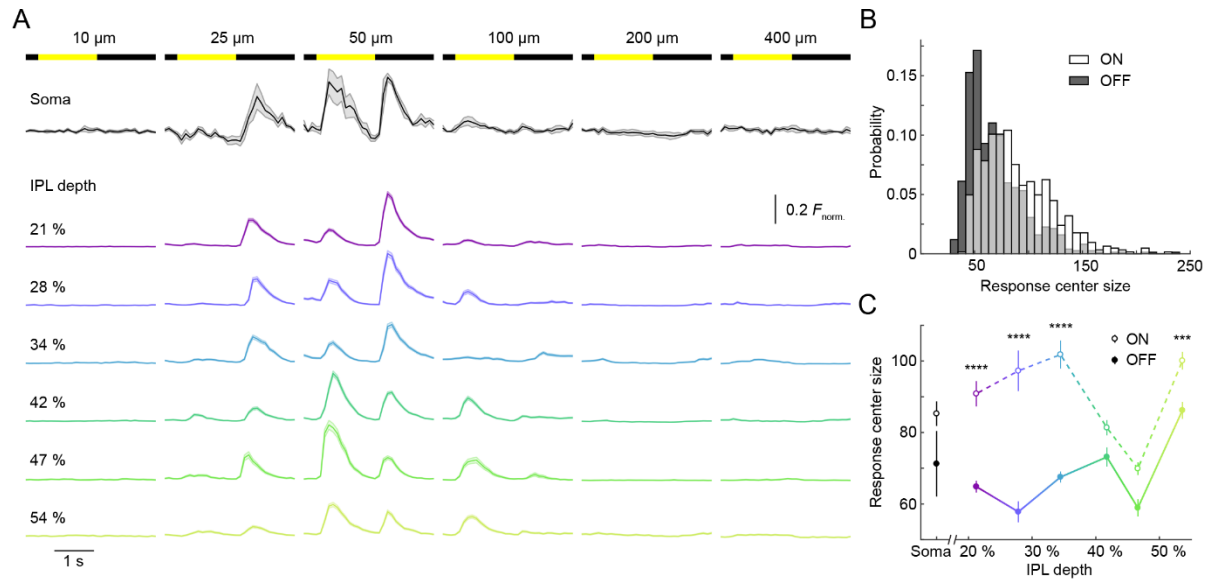 A
10 µm 25 µm 50 µm 100 µm 200 µm 400 µm
Soma
IPL depth
0.2 Fnorm.
21 %
28 %
34 %
42 %
47 %
54 %
1 s
B
ON
OFF
0.15
0.10
0.05
0
Probability
50 150 250
Response center size
C
ON
OFF
**** **** **** ***
100
80
60
Response center size
Soma 20 % 30 % 40 % 50 %
IPL depth